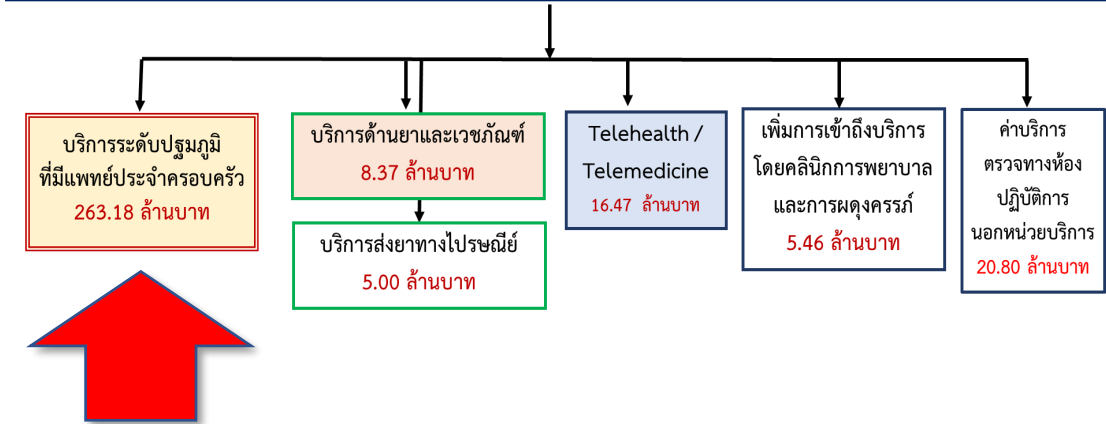 บริการระดับปฐมภูมิ
ที่มีแพทย์ประจำครอบครัว
263.18 ล้านบาท
บริการด้านยาและเวชภัณฑ์
8.37 ล้านบาท
บริการส่งยาทางไปรษณีย์
5.00 ล้านบาท
Telehealth /
Telemedicine
16.47 ล้านบาท
เพิ่มการเข้าถึงบริการ
โดยคลินิกการพยาบาล
และการผดุงครรภ์
5.46 ล้านบาท
ค่าบริการ
ตรวจทางห้อง
ปฏิบัติการ
นอกหน่วยบริการ
20.80 ล้านบาท